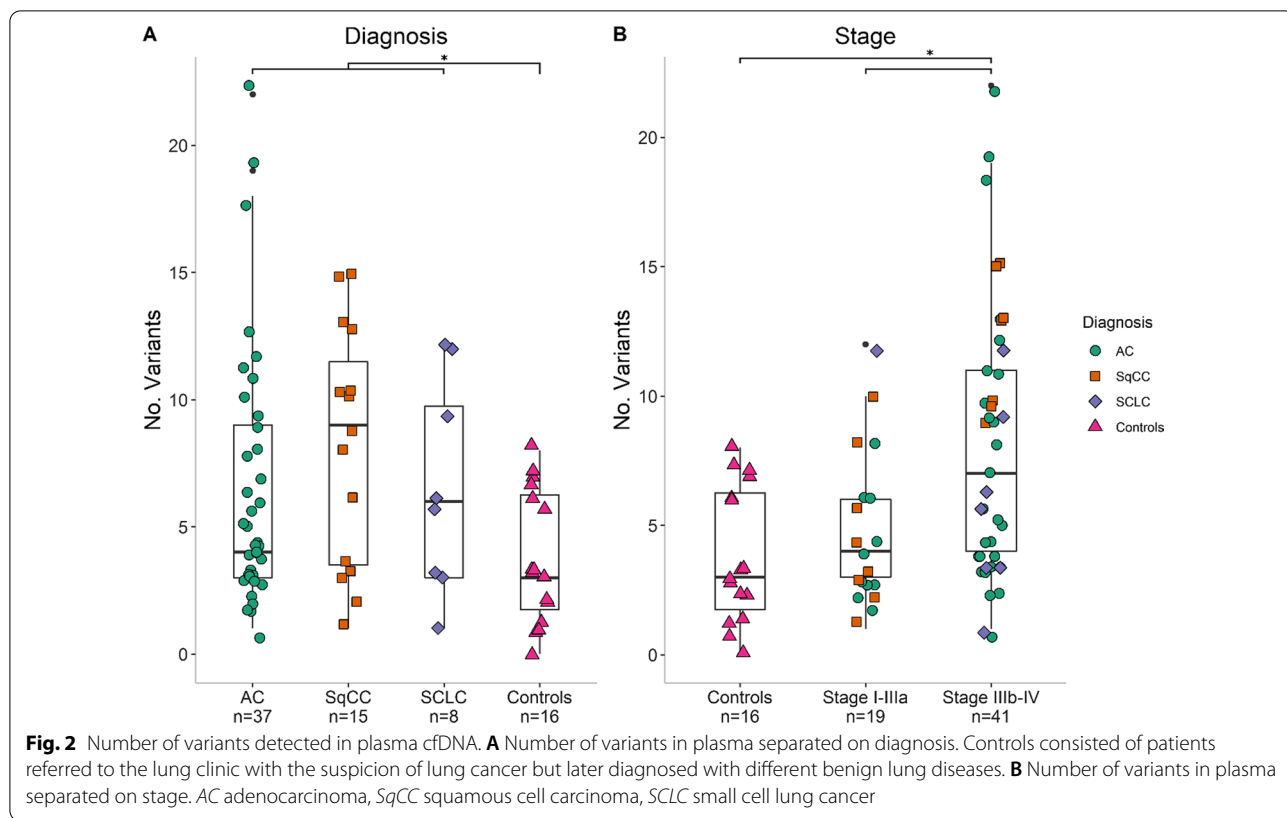 A
Diagnosis
*
No. Variants
20
15
10
5
0
AC
n=37
SqCC
n=15
SCLC
n=8
Controls
n=16
B
Stage
*
No. Variants
20
15
10
5
0
Controls
n=16
Stage I-IIIa
n=19
Stage IIIb-IV
n=41
Diagnosis
AC
SqCC
SCLC
Controls
Fig. 2 Number of variants detected in plasma cfDNA. A Number of variants in plasma separated on diagnosis. Controls consisted of patients
referred to the lung clinic with the suspicion of lung cancer but later diagnosed with different benign lung diseases. B Number of variants in plasma
separated on stage. AC adenocarcinoma, SqCC squamous cell carcinoma, SCLC small cell lung cancer